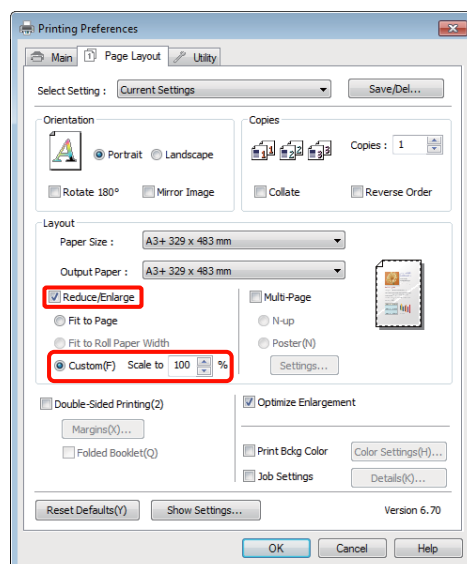 Printing Preferences
Main Page Layout Utility
Select Setting : Current Settings Save/Del...
Orientation Copies
Portrait Landscape Copies : 1
Rotate 180° Mirror Image Collate Reverse Order
Layout
Paper Size : A3+ 329 x 483 mm
Output Paper : A3+ 329 x 483 mm
Reduce/Enlarge Multi-Page
Fit to Page N-up
Fit to Roll Paper Width Poster(N)
Custom(F) Scale to 100 % Settings...
Double-Sided Printing(2) Optimize Enlargement
Margins(X)...
Folded Booklet(Q) Print Bckg Color Color Settings(H)...
Job Settings Details(K)...
Reset Defaults(Y) Show Settings... Version 6.70
OK Cancel Help